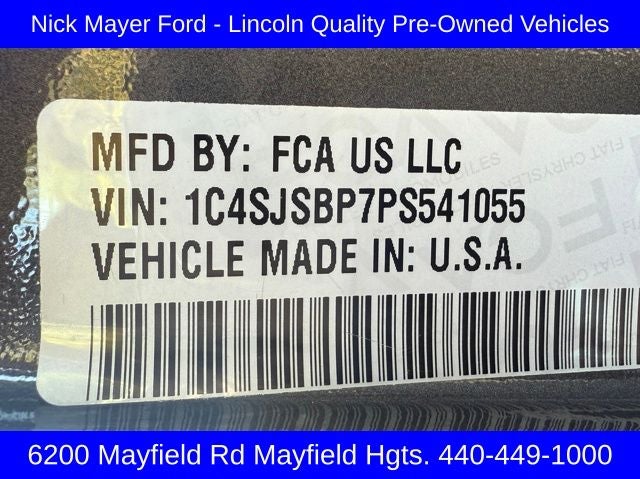 Nick Mayer Ford - Lincoln Quality Pre-Owned Vehicles
MFD BY: FCA US LLC
VIN: 1C4SJSBP7PS541055
VEHICLE MADE IN: U.S.A.
6200 Mayfield Rd Mayfield Hgts. 440-449-1000